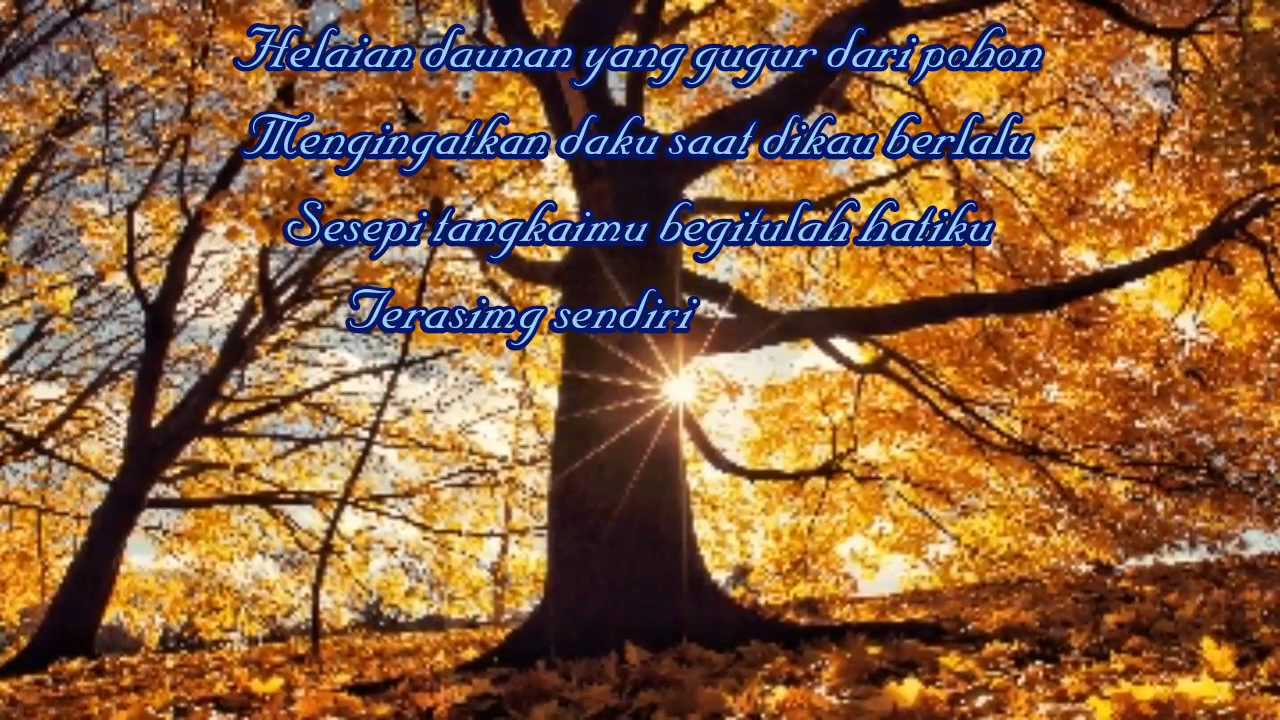 Helaian daunan yang gugur dari pohon
Mengingatkan daku saat dikau berlalu
Sesepi tangkaimu begitulah hatiku
Terasimg sendiri